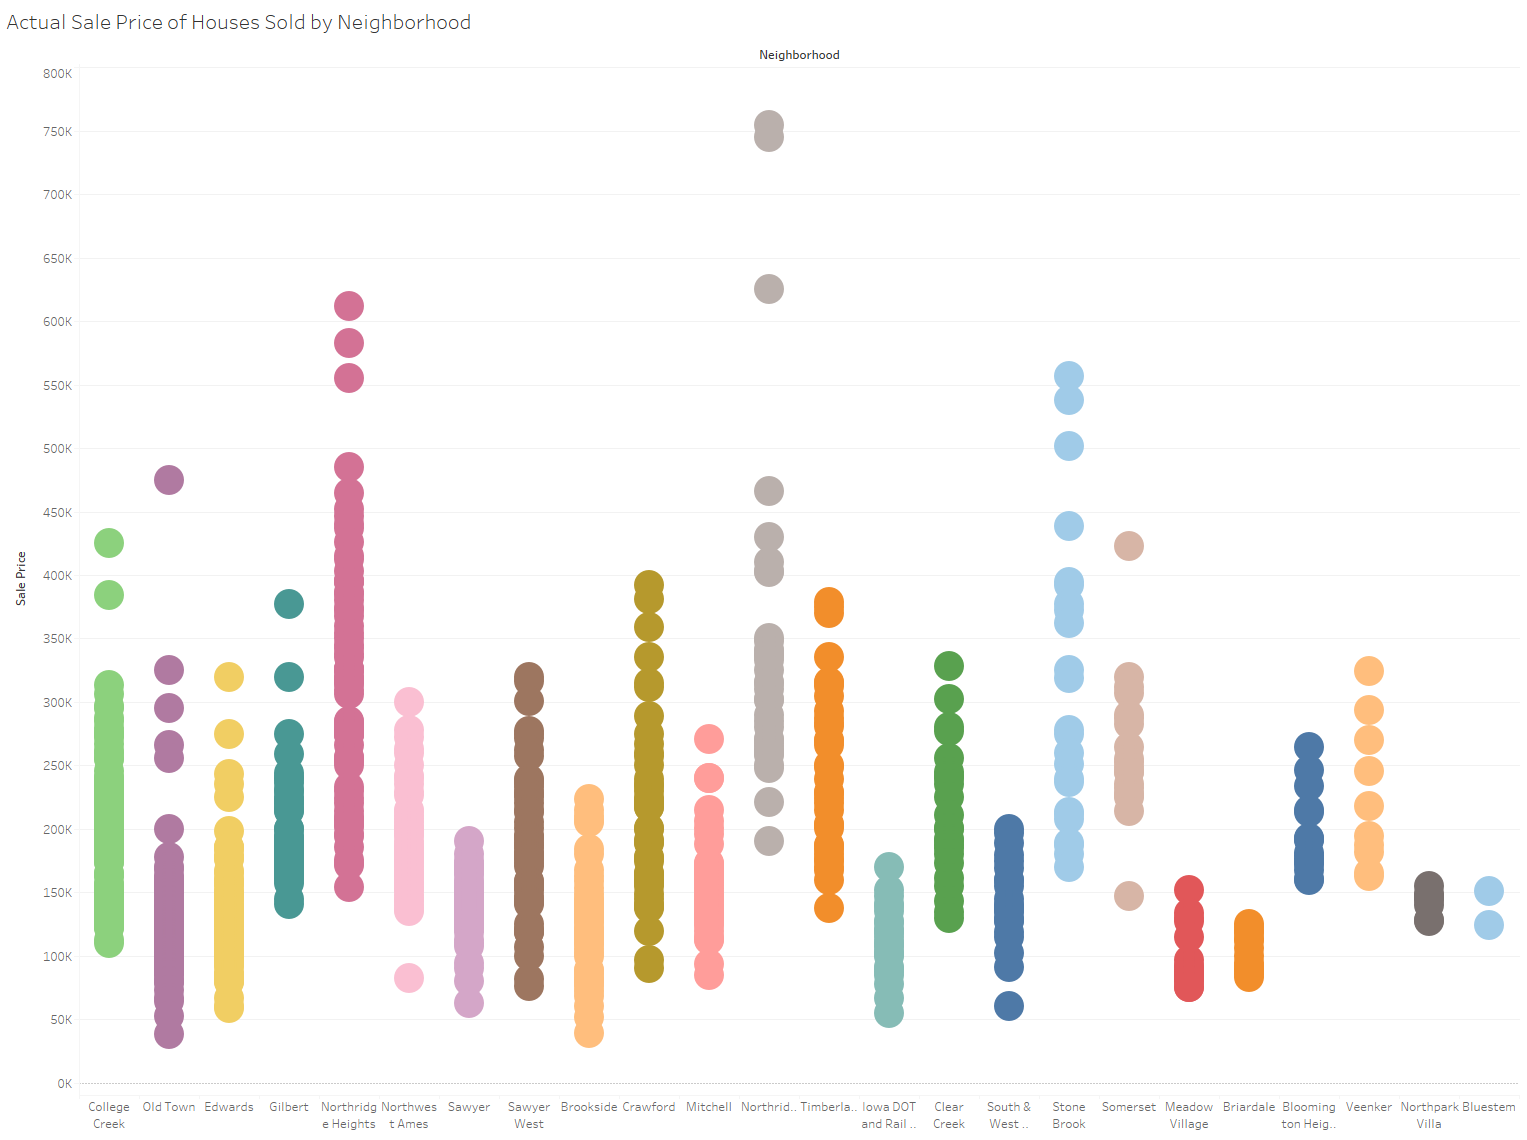 Actual Sale Price of Houses Sold by Neighborhood
Neighborhood
800K
750K
700K
650K
600K
550K
500K
450K
400K
350K
300K
250K
200K
150K
100K
50K
0K
Sale Price
College Old Town Edwards Gilbert Northridg Northwes Sawyer Sawyer Brookside Crawford Mitchell Northrid.. Timberla.. Iowa DOT Clear South & Stone Somerset Meadow Briardale Blooming Veenker Northpark Bluestem
Creek e Heights t Ames West and Rail .. Creek West .. Brook Village ton Heig.. Villa